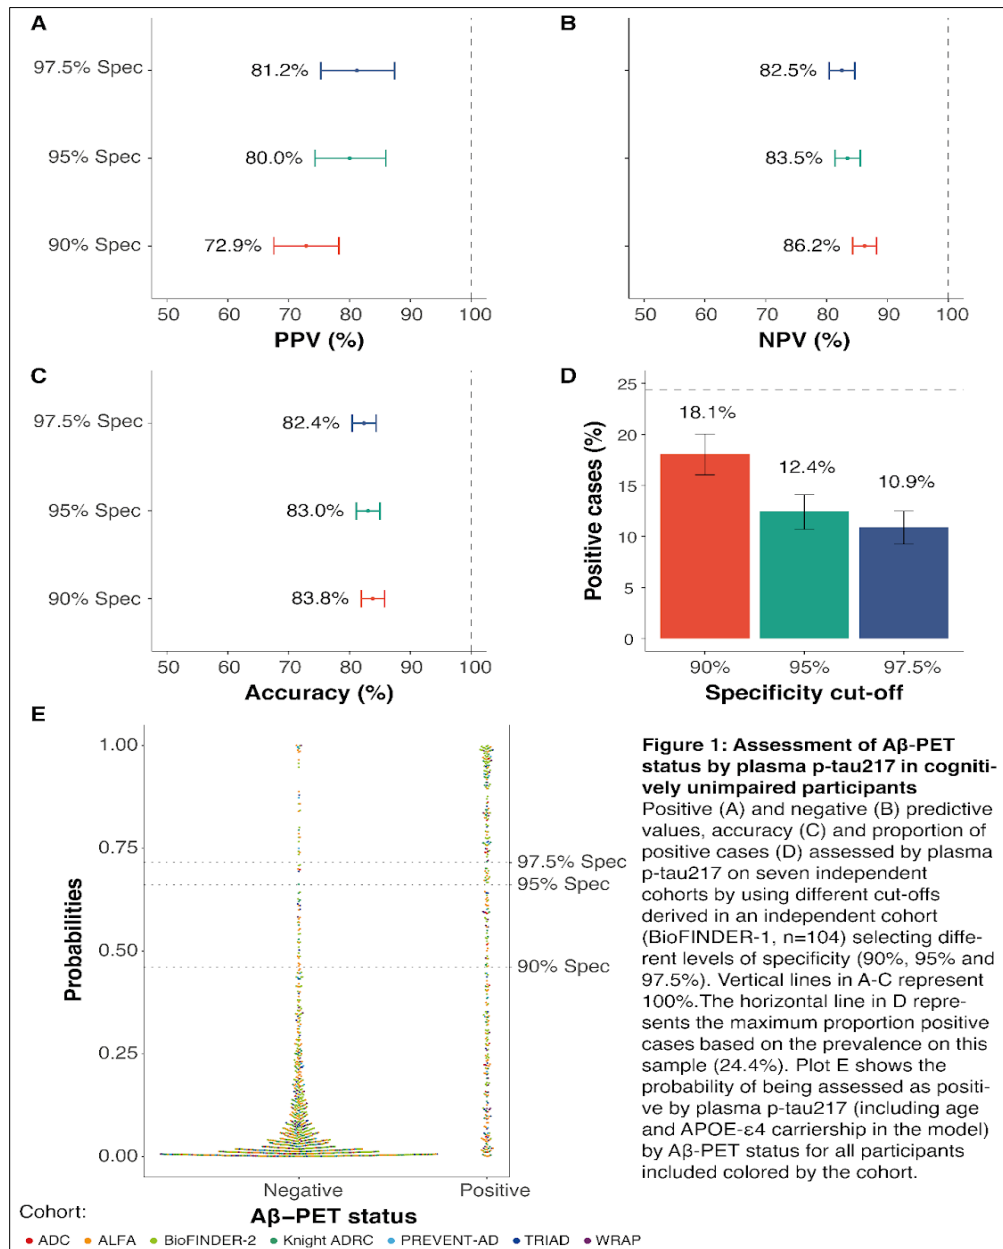 A
97.5% Spec
81.2%
95% Spec
80.0%
90% Spec
72.9%
50 60 70 80 90 100
PPV (%)
B
82.5%
83.5%
86.2%
50 60 70 80 90 100
NPV (%)
C
97.5% Spec
82.4%
95% Spec
83.0%
90% Spec
83.8%
50 60 70 80 90 100
Accuracy (%)
D
Positive cases (%)
25
20
15
10
5
0
18.1%
12.4%
10.9%
90% 95% 97.5%
Specificity cut-off
E
Probabilities
1.00
0.75
0.50
0.25
0.00
97.5% Spec
95% Spec
90% Spec
Negative Positive
Aβ–PET status
Cohort:
ADC ALFA BioFINDER-2 Knight ADRC PREVENT-AD TRIAD WRAP
Figure 1: Assessment of Aβ-PET
status by plasma p-tau217 in cogniti-
vely unimpaired participants
Positive (A) and negative (B) predictive
values, accuracy (C) and proportion of
positive cases (D) assessed by plasma
p-tau217 on seven independent
cohorts by using different cut-offs
derived in an independent cohort
(BioFINDER-1, n=104) selecting diffe-
rent levels of specificity (90%, 95% and
97.5%). Vertical lines in A-C represent
100%.The horizontal line in D repre-
sents the maximum proportion positive
cases based on the prevalence on this
sample (24.4%). Plot E shows the
probability of being assessed as positi-
ve by plasma p-tau217 (including age
and APOE-ε4 carriership in the model)
by Aβ-PET status for all participants
included colored by the cohort.